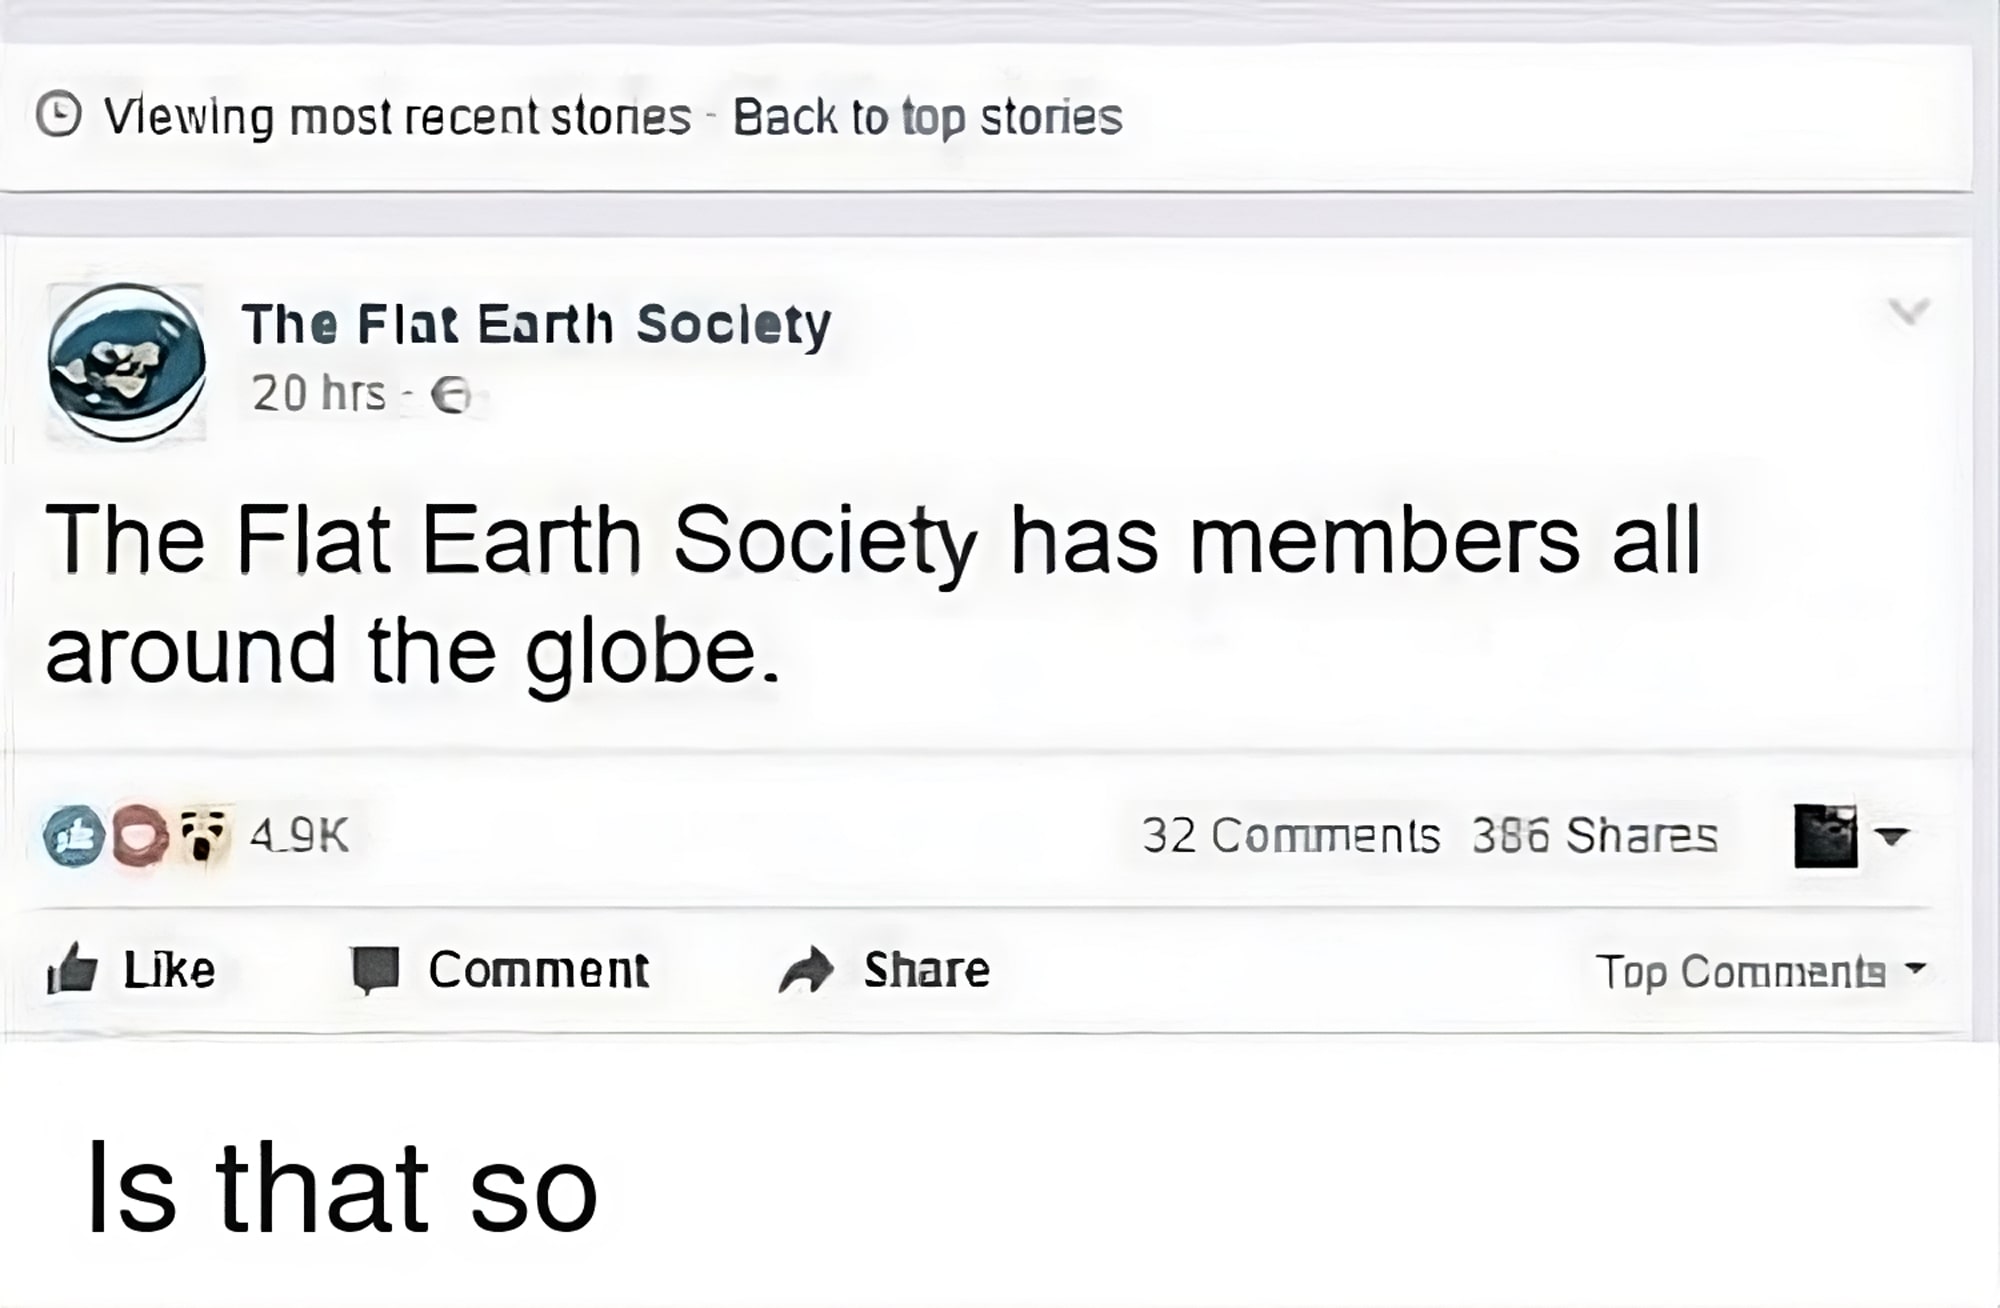 Viewing most recent stories - Back to top stories
The Flat Earth Society
20 hrs -
The Flat Earth Society has members all
around the globe.
4.9K 32 Comments 386 Shares
Like Comment Share Top Comments
Is that so